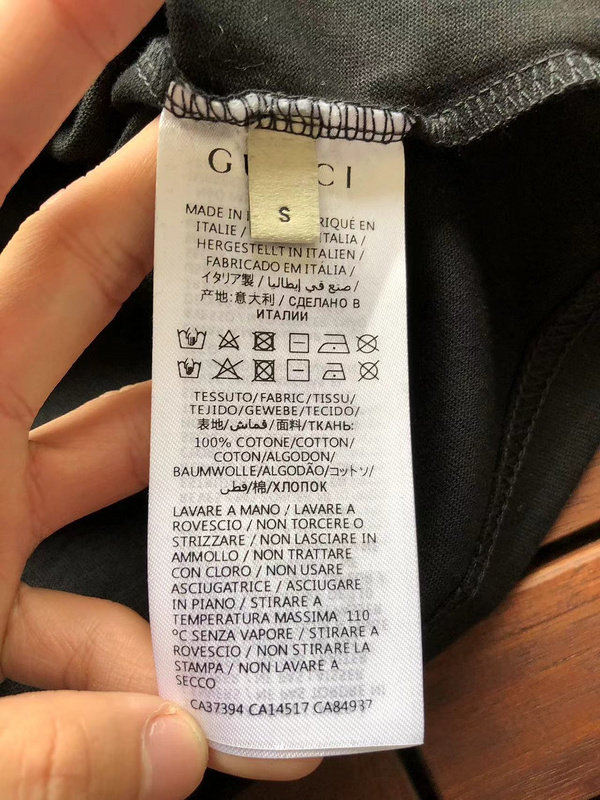 S
MADE IN
RIQUÉ EN
ITALIE /
TALIA /
HERGESTELLT IN ITALIEN /
FABRICADO EM ITÁLIA /
イタリア製 / صنع في إيطاليا /
产地:意大利 / СДЕЛАНО В
ИТАЛИИ
TESSUTO/FABRIC/TISSU/
TEJIDO/GEWEBE/TECIDO/
表地/قماش/面料/ТКАНЬ:
100% COTONE/COTTON/
COTON/ALGODON/
BAUMWOLLE/ALGODÃO/コットン/
قطن/棉/ХЛОПОК
LAVARE A MANO / LAVARE A
ROVESCIO / NON TORCERE O
STRIZZARE / NON LASCIARE IN
AMMOLLO / NON TRATTARE
CON CLORO / NON USARE
ASCIUGATRICE / ASCIUGARE
IN PIANO / STIRARE A
TEMPERATURA MASSIMA 110
°C SENZA VAPORE / STIRARE A
ROVESCIO / NON STIRARE LA
STAMPA / NON LAVARE A
SECCO
CA37394 CA14517 CA84937